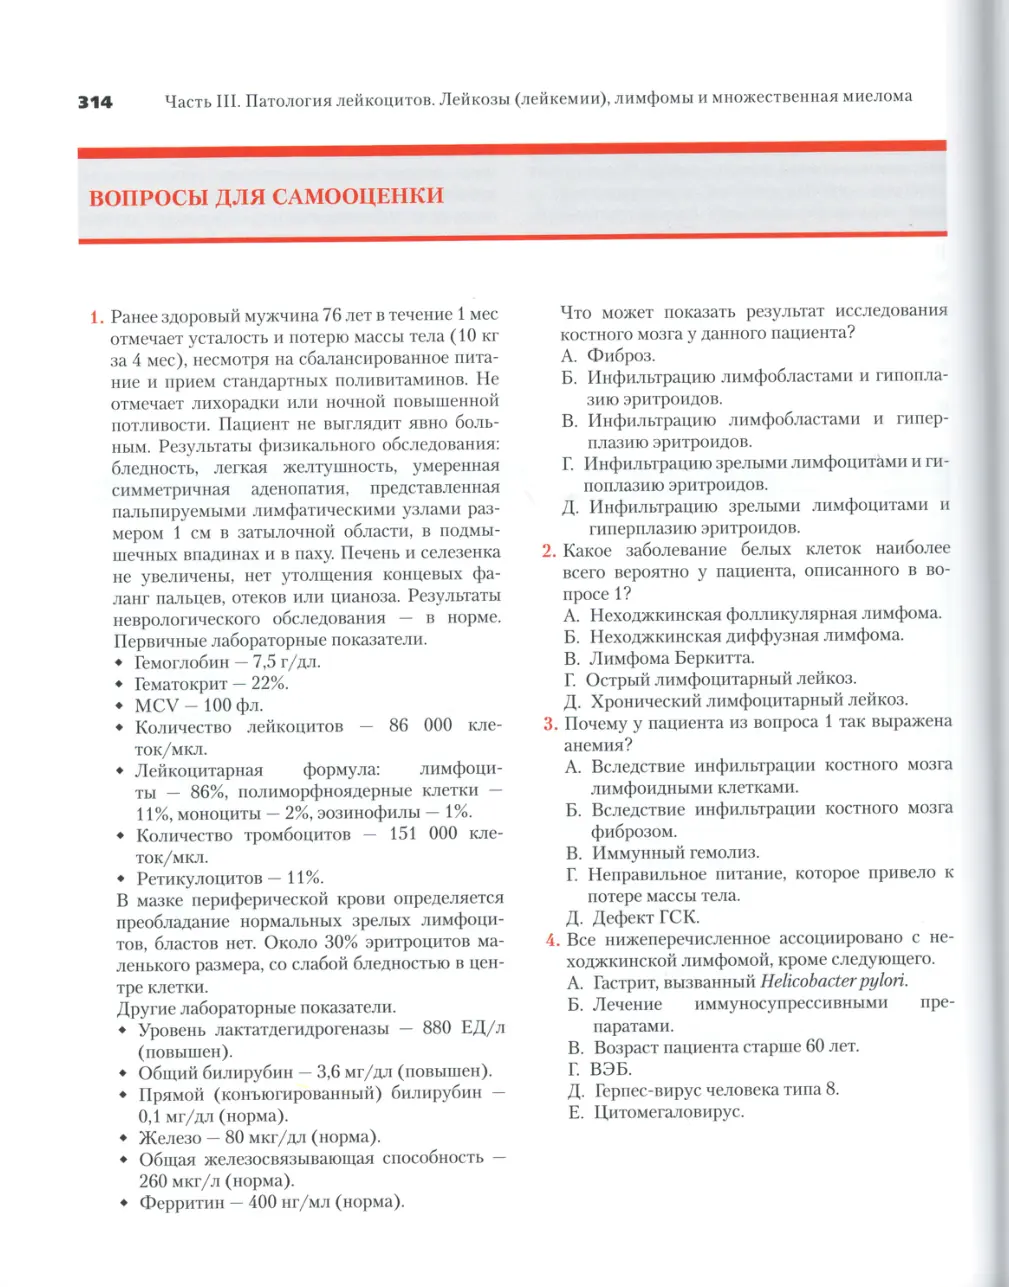 314
Часть III. Патология лейкоцитов. Лейкозы (лейкемии), лимфомы и множественная миелома
ВОПРОСЫ ДЛЯ САМООЦЕНКИ
1. Ранее здоровый мужчина 76 лет в течение 1 мес
отмечает усталость и потерю массы тела (10 кг
за 4 мес), несмотря на сбалансированное пита-
ние и прием стандартных поливитаминов. Не
отмечает лихорадки или ночной повышенной
потливости. Пациент не выглядит явно боль-
ным. Результаты физикального обследования:
бледность, легкая желтушность, умеренная
симметричная аденопатия, представленная
пальпируемыми лимфатическими узлами раз-
мером 1 см в затылочной области, в подмы-
шечных впадинах и в паху. Печень и селезенка
не увеличены, нет утолщения концевых фа-
ланг пальцев, отеков или цианоза. Результаты
неврологического обследования — в норме.
Первичные лабораторные показатели.
◆ Гемоглобин — 7,5 г/дл.
◆ Гематокрит — 22%.
◆ MCV — 100 фл.
◆ Количество лейкоцитов — 86 000 кле-
ток/мкл.
◆ Лейкоцитарная формула: лимфоци-
ты — 86%, полиморфноядерные клетки —
11%, моноциты — 2%, эозинофилы — 1%.
◆ Количество тромбоцитов — 151 000 кле-
ток/мкл.
◆ Ретикулоцитов — 11%.
В мазке периферической крови определяется
преобладание нормальных зрелых лимфоци-
тов, бластов нет. Около 30% эритроцитов ма-
ленького размера, со слабой бледностью в цен-
тре клетки.
Другие лабораторные показатели.
◆ Уровень лактатдегидрогеназы — 880 ЕД/л
(повышен).
◆ Общий билирубин — 3,6 мг/дл (повышен).
◆ Прямой (конъюгированный) билирубин —
0,1 мг/дл (норма).
◆ Железо — 80 мкг/дл (норма).
◆ Общая железосвязывающая способность —
260 мкг/л (норма).
◆ Ферритин — 400 нг/мл (норма).
Что может показать результат исследования
костного мозга у данного пациента?
А. Фиброз.
Б. Инфильтрацию лимфобластами и гипопла-
зию эритроидов.
В. Инфильтрацию лимфобластами и гипер-
плазию эритроидов.
Г. Инфильтрацию зрелыми лимфоцитами и ги-
поплазию эритроидов.
Д. Инфильтрацию зрелыми лимфоцитами и
гиперплазию эритроидов.
2. Какое заболевание белых клеток наиболее
всего вероятно у пациента, описанного в во-
просе 1?
А. Неходжкинская фолликулярная лимфома.
Б. Неходжкинская диффузная лимфома.
В. Лимфома Беркитта.
Г. Острый лимфоцитарный лейкоз.
Д. Хронический лимфоцитарный лейкоз.
3. Почему у пациента из вопроса 1 так выражена
анемия?
А. Вследствие инфильтрации костного мозга
лимфоидными клетками.
Б. Вследствие инфильтрации костного мозга
фиброзом.
В. Иммунный гемолиз.
Г. Неправильное питание, которое привело к
потере массы тела.
Д. Дефект ГСК.
4. Все нижеперечисленное ассоциировано с не-
ходжкинской лимфомой, кроме следующего.
А. Гастрит, вызванный Helicobacter pylori.
Б. Лечение иммуносупрессивными пре-
паратами.
В. Возраст пациента старше 60 лет.
Г. ВЭБ.
Д. Герпес-вирус человека типа 8.
Е. Цитомегаловирус.